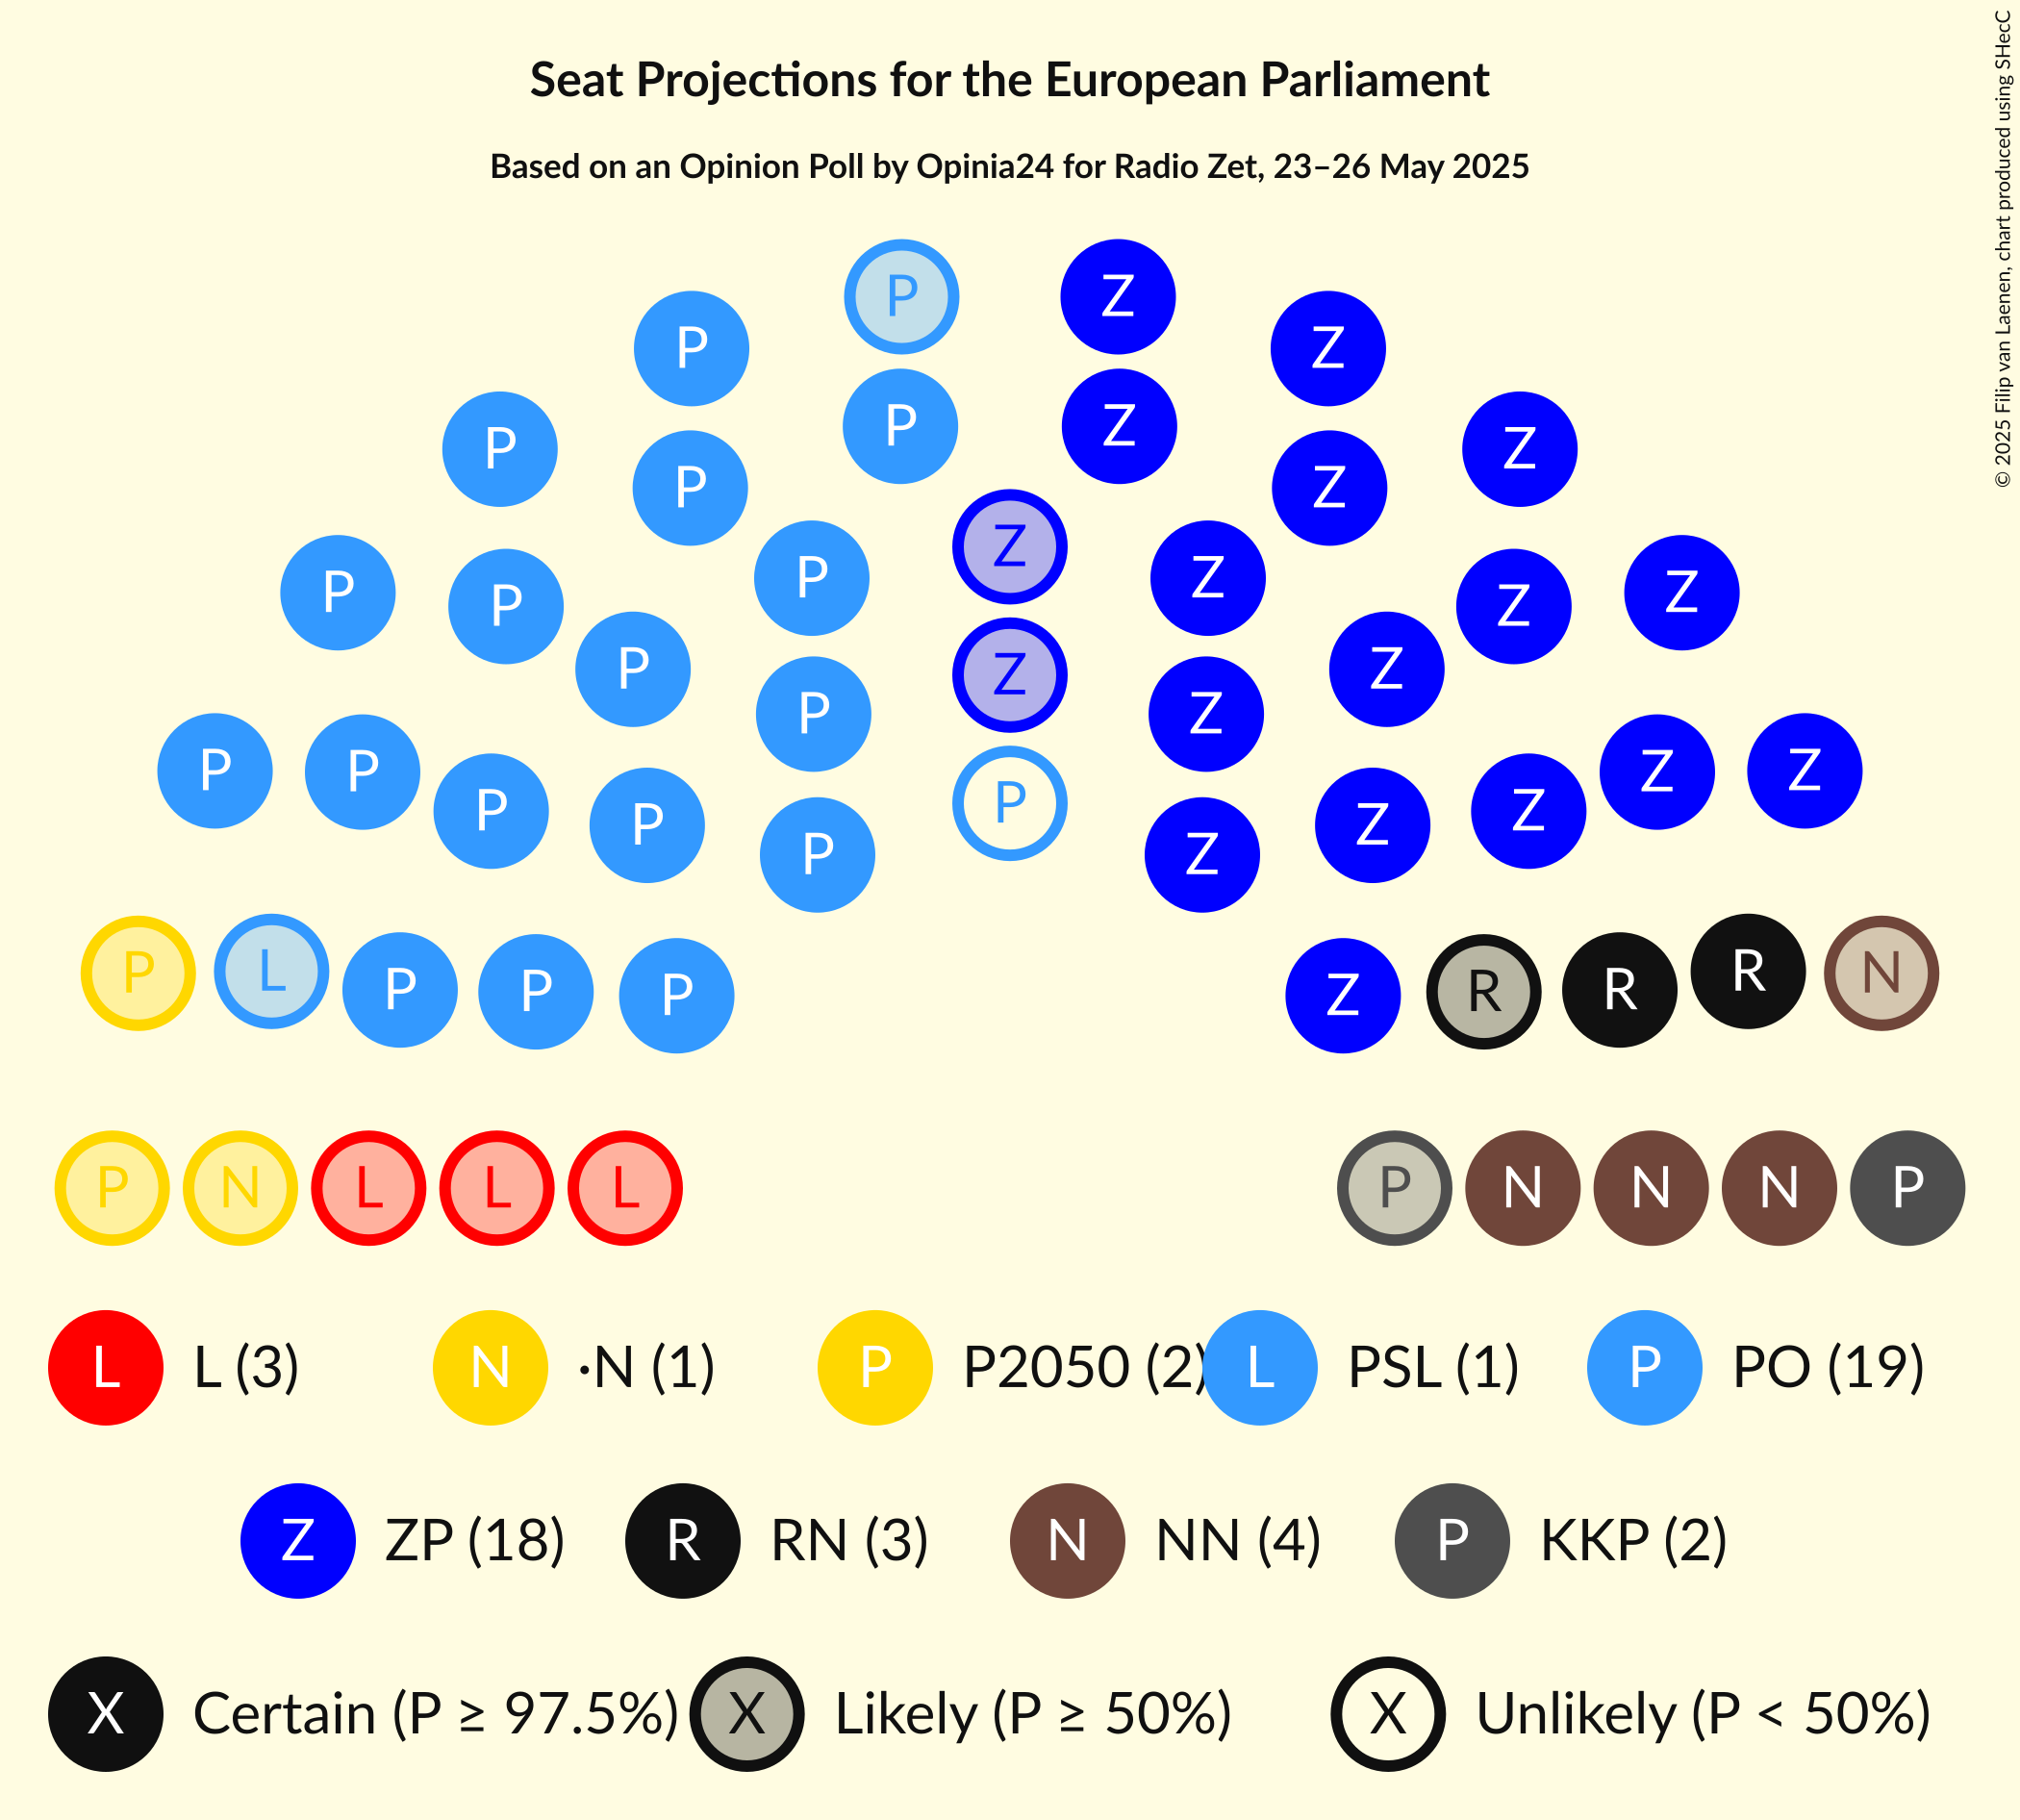 Seat Projections for the European Parliament
Based on an Opinion Poll by Opinia24 for Radio Zet, 23–26 May 2025
© 2025 Filip van Laenen, chart produced using SHecC
P Z
P Z
P Z
P Z
P Z
P Z
Z
P Z
P Z
P Z
P Z
Z
P Z
P P Z Z
P
P Z
P Z
P Z
P L R N
P R
P R
P Z
P N L L L P N N N P
L L (3) N ·N (1) P P2050 (2) L PSL (1) P PO (19)
Z ZP (18) R RN (3) N NN (4) P KKP (2)
X Certain (P ≥ 97.5%) X Likely (P ≥ 50%) X Unlikely (P < 50%)